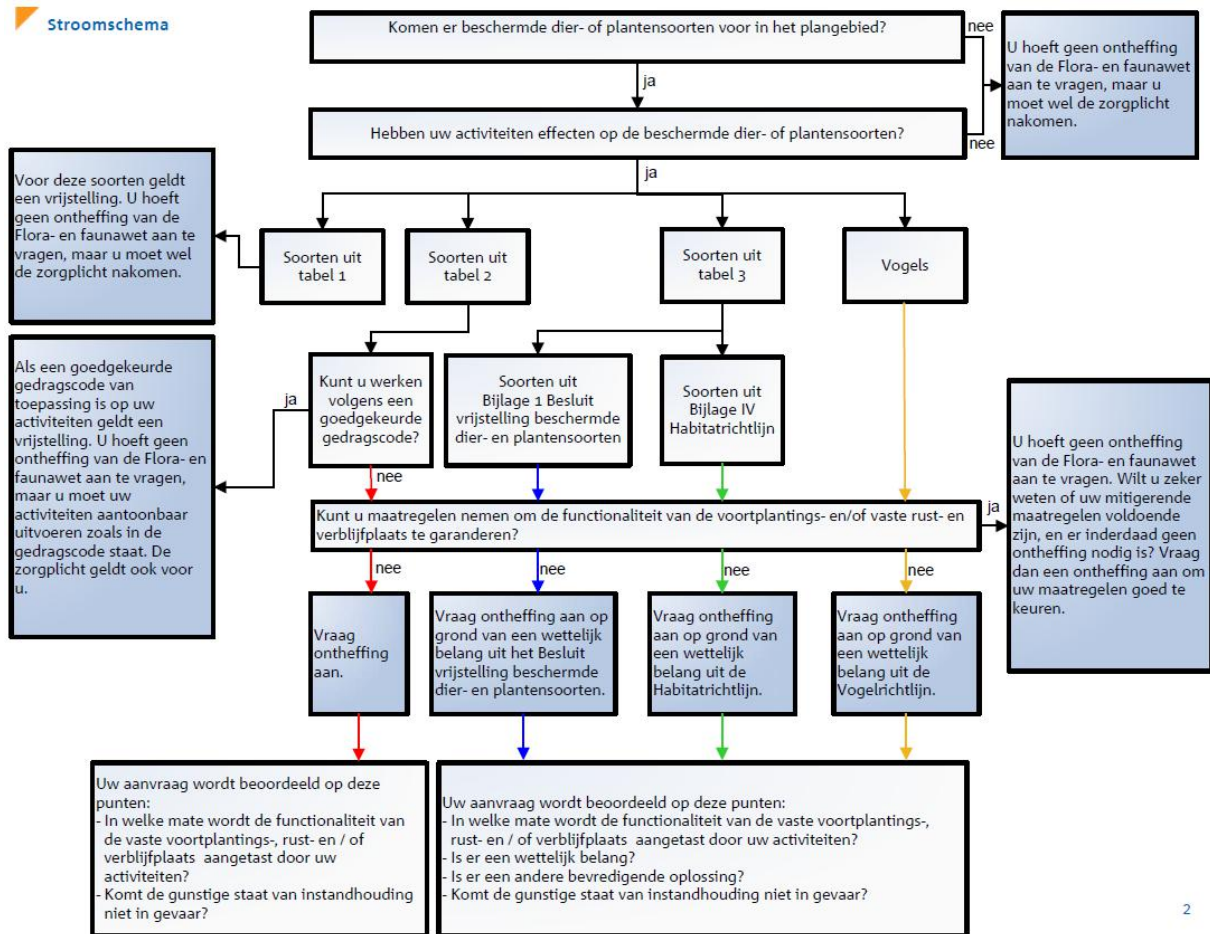 Stroomschema
Komen er beschermde dier- of plantensoorten voor in het plangebied?
nee
U hoeft geen ontheffing
van de Flora- en faunawet
aan te vragen, maar u
moet wel de zorgplicht
nakomen.
ja
Hebben uw activiteiten effecten op de beschermde dier- of plantensoorten?
nee
ja
Voor deze soorten geldt
een vrijstelling. U hoeft
geen ontheffing van de
Flora- en faunawet aan te
vragen, maar u moet wel
de zorgplicht nakomen.
Soorten uit
tabel 1
Soorten uit
tabel 2
Soorten uit
tabel 3
Vogels
Als een goedgekeurde
gedragscode van
toepassing is op uw
activiteiten geldt een
vrijstelling. U hoeft geen
ontheffing van de Flora- en
faunawet aan te vragen,
maar u moet uw
activiteiten aantoonbaar
uitvoeren zoals in de
gedragscode staat. De
zorgplicht geldt ook voor
u.
ja
Kunt u werken
volgens een
goedgekeurde
gedragscode?
Soorten uit
Bijlage 1 Besluit
vrijstelling beschermde
dier- en plantensoorten
Soorten uit
Bijlage IV
Habitatrichtlijn
nee
Kunt u maatregelen nemen om de functionaliteit van de voortplantings- en/of vaste rust- en
verblijfplaats te garanderen?
ja
U hoeft geen ontheffing
van de Flora- en faunawet
aan te vragen. Wilt u zeker
weten of uw mitigerende
maatregelen voldoende
zijn, en er inderdaad geen
ontheffing nodig is? Vraag
dan een ontheffing aan om
uw maatregelen goed te
keuren.
nee
nee
nee
nee
Vraag
ontheffing
aan.
Vraag ontheffing aan op
grond van een wettelijk
belang uit het Besluit
vrijstelling beschermde
dier- en plantensoorten.
Vraag ontheffing
aan op grond van
een wettelijk
belang uit de
Habitatrichtlijn.
Vraag ontheffing
aan op grond van
een wettelijk
belang uit de
Vogelrichtlijn.
Uw aanvraag wordt beoordeeld op deze
punten:
- In welke mate wordt de functionaliteit van
de vaste voortplantings-, rust- en / of
verblijfplaats aangetast door uw
activiteiten?
- Komt de gunstige staat van instandhouding
niet in gevaar?
Uw aanvraag wordt beoordeeld op deze punten:
- In welke mate wordt de functionaliteit van de vaste voortplantings-,
rust- en / of verblijfplaats aangetast door uw activiteiten?
- Is er een wettelijk belang?
- Is er een andere bevredigende oplossing?
- Komt de gunstige staat van instandhouding niet in gevaar?
2